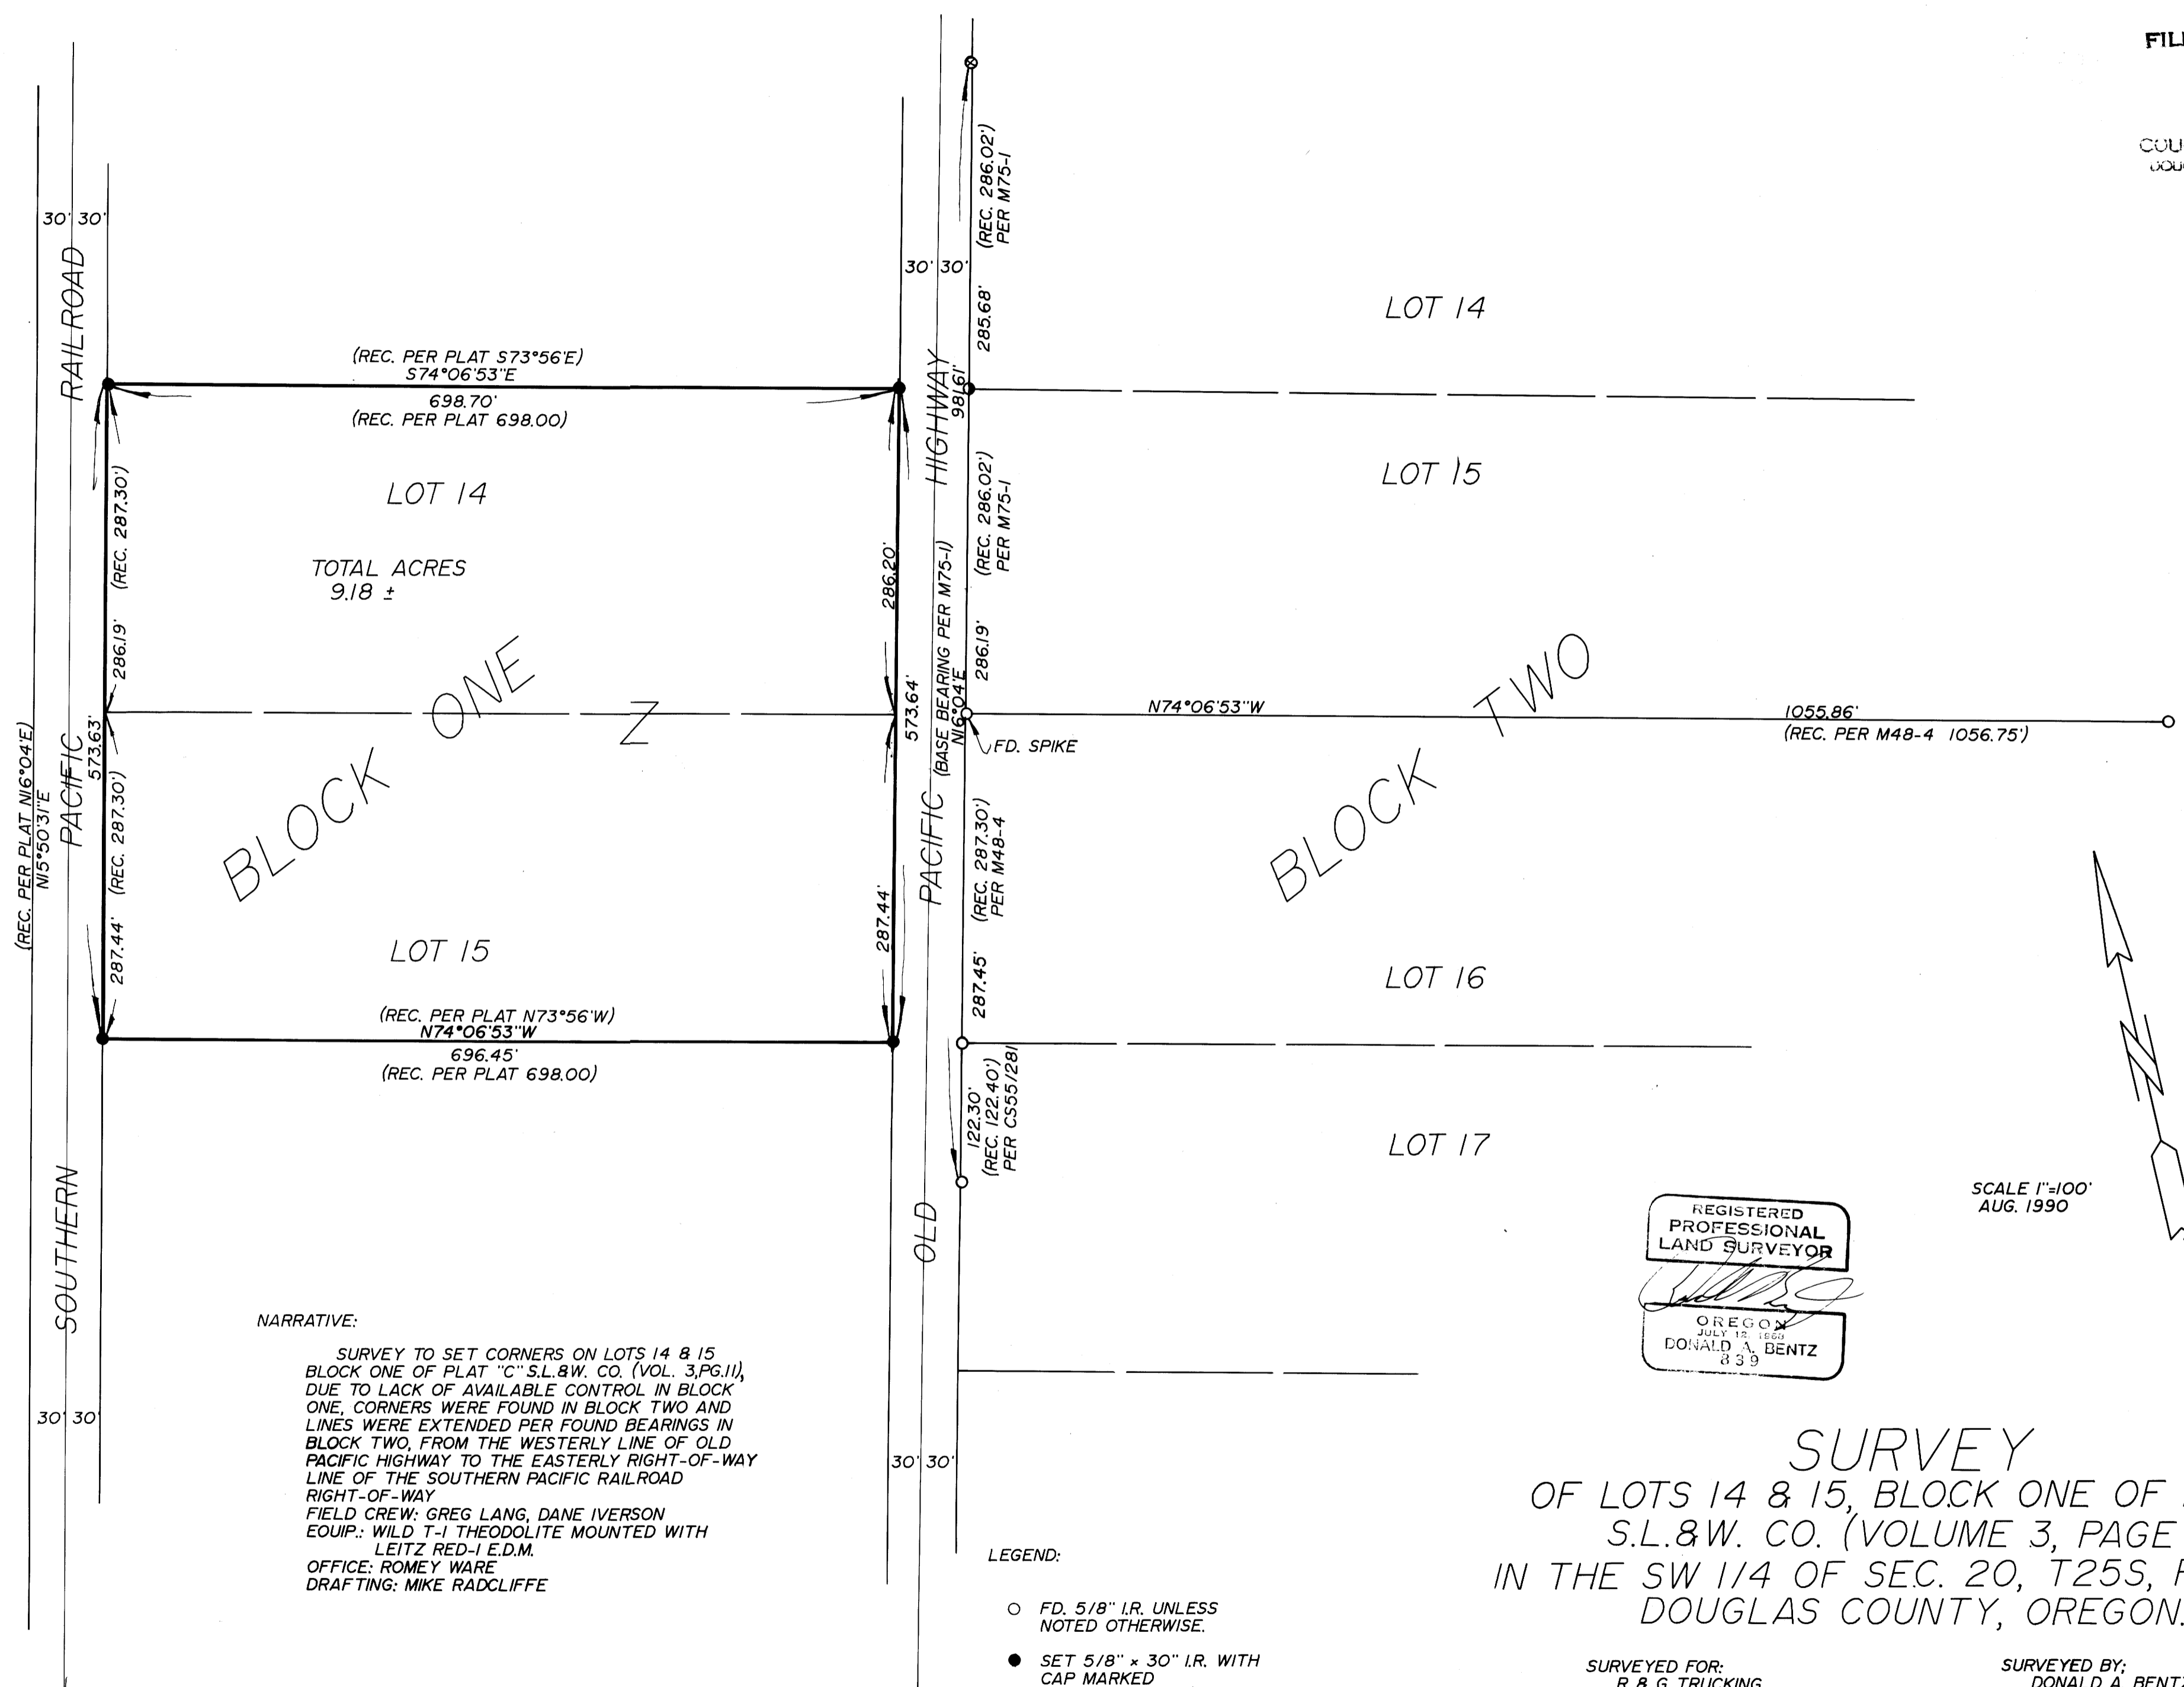 FIL
COU
DOU
30' 30'
RAILROAD
PACIFIC
SOUTHERN
(REC. PER PLAT N16°04'E)
N15°50'31"E
30' 30'
(REC. PER PLAT S73°56'E)
S74°06'53"E
698.70'
(REC. PER PLAT 698.00)
LOT 14
TOTAL ACRES
9.18 ±
(REC. 287.30')
286.19'
573.63'
(REC. 287.30')
287.44'
286.20'
573.64'
287.44'
BLOCK ONE
Z
LOT 15
(REC. PER PLAT N73°56'W)
N74°06'53"W
696.45'
(REC. PER PLAT 698.00)
30' 30'
HIGHWAY
PACIFIC
OLD
(BASE BEARING PER M75-1)
N16°04'E
981.61'
30' 30'
(REC. 286.02')
PER M75-1
285.68'
(REC. 286.02')
PER M75-1
286.19'
FD. SPIKE
(REC. 287.30')
PER M48-4
287.45'
122.30'
(REC. 122.40')
PER CS55/281
LOT 14
LOT 15
N74°06'53"W
1055.86'
(REC. PER M48-4 1056.75')
BLOCK TWO
LOT 16
LOT 17
SCALE 1"=100'
AUG. 1990
REGISTERED
PROFESSIONAL
LAND SURVEYOR
OREGON
JULY 12, 1968
DONALD A. BENTZ
839
NARRATIVE:
SURVEY TO SET CORNERS ON LOTS 14 & 15
BLOCK ONE OF PLAT "C" S.L.&W. CO. (VOL. 3,PG.11),
DUE TO LACK OF AVAILABLE CONTROL IN BLOCK
ONE, CORNERS WERE FOUND IN BLOCK TWO AND
LINES WERE EXTENDED PER FOUND BEARINGS IN
BLOCK TWO, FROM THE WESTERLY LINE OF OLD
PACIFIC HIGHWAY TO THE EASTERLY RIGHT-OF-WAY
LINE OF THE SOUTHERN PACIFIC RAILROAD
RIGHT-OF-WAY
FIELD CREW: GREG LANG, DANE IVERSON
EQUIP.: WILD T-1 THEODOLITE MOUNTED WITH
LEITZ RED-1 E.D.M.
OFFICE: ROMEY WARE
DRAFTING: MIKE RADCLIFFE
LEGEND:
FD. 5/8" I.R. UNLESS
NOTED OTHERWISE.
SET 5/8" × 30" I.R. WITH
CAP MARKED
SURVEY
OF LOTS 14 & 15, BLOCK ONE OF
S.L.&W. CO. (VOLUME 3, PAGE
IN THE SW 1/4 OF SEC. 20, T25S,
DOUGLAS COUNTY, OREGON.
SURVEYED FOR:
R & G TRUCKING
SURVEYED BY:
DONALD A. BENTZ